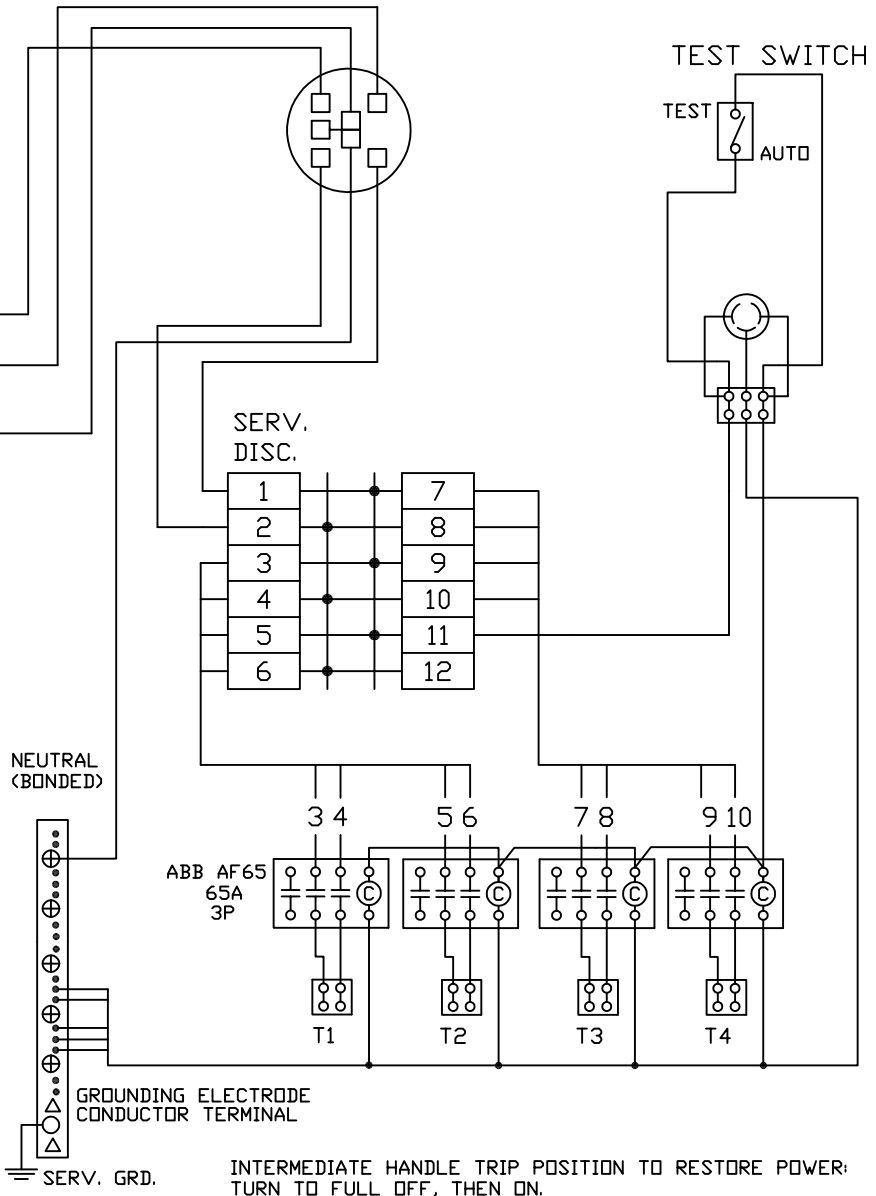 TEST SWITCH
TEST
AUTO
SERV.
DISC.
1 7
2 8
3 9
4 10
5 11
6 12
NEUTRAL
(BONDED)
3 4 5 6 7 8 9 10
ABB AF65
65A
3P
C C C C
T1 T2 T3 T4
GROUNDING ELECTRODE
CONDUCTOR TERMINAL
SERV. GRD.
INTERMEDIATE HANDLE TRIP POSITION TO RESTORE POWER:
TURN TO FULL OFF, THEN ON.